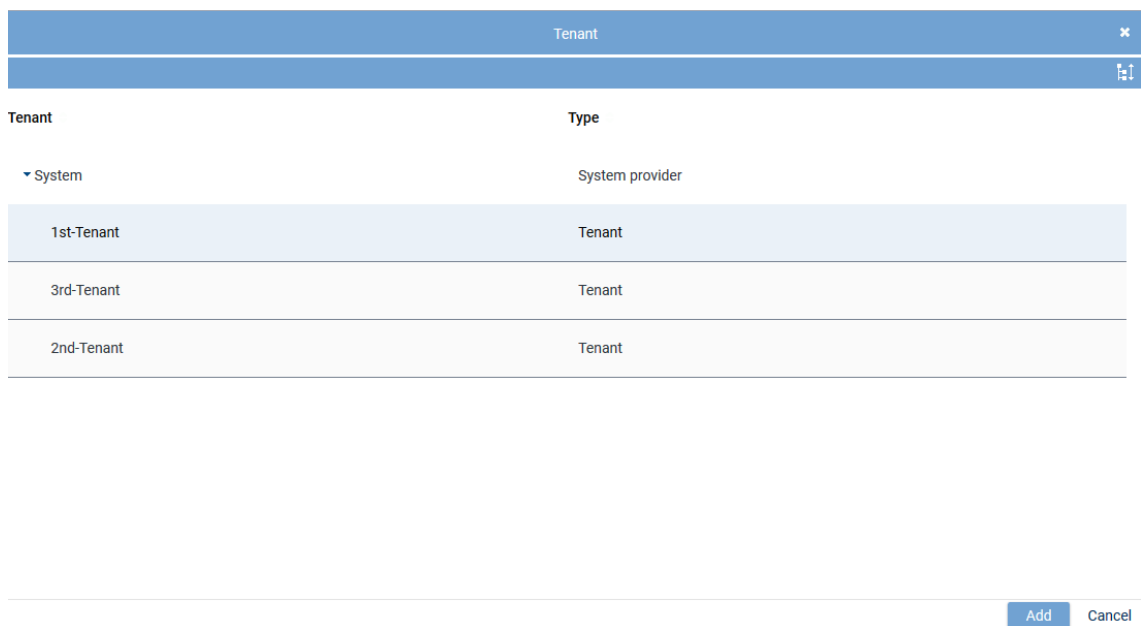 Tenant
Tenant Type
System System provider
1st-Tenant Tenant
3rd-Tenant Tenant
2nd-Tenant Tenant
Add Cancel